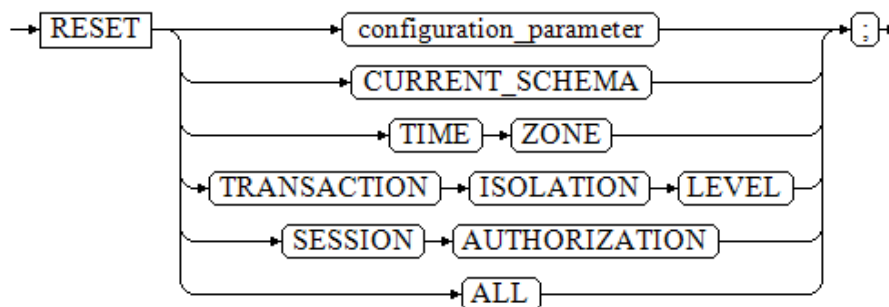 RESET configuration_parameter ;
CURRENT_SCHEMA
TIME ZONE
TRANSACTION ISOLATION LEVEL
SESSION AUTHORIZATION
ALL